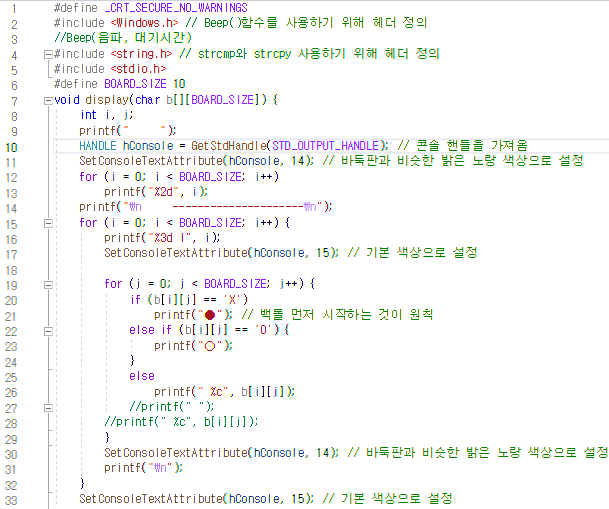 1 #define _CRT_SECURE_NO_WARNINGS
2 #include <Windows.h> // Beep()함수를 사용하기 위해 헤더 정의
3 //Beep(음파, 대기시간)
4 #include <string.h> // strcmp와 strcpy 사용하기 위해 헤더 정의
5 #include <stdio.h>
6 #define BOARD_SIZE 10
7 void display(char b[][BOARD_SIZE]) {
8 int i, j;
9 printf("     ");
10 HANDLE hConsole = GetStdHandle(STD_OUTPUT_HANDLE); // 콘솔 핸들을 가져옴
11 SetConsoleTextAttribute(hConsole, 14); // 바둑판과 비슷한 밝은 노랑 색상으로 설정
12 for (i = 0; i < BOARD_SIZE; i++)
13 printf("%2d", i);
14 printf("₩n     ---------------------₩n");
15 for (i = 0; i < BOARD_SIZE; i++) {
16 printf("%3d |", i);
17 SetConsoleTextAttribute(hConsole, 15); // 기본 색상으로 설정
18
19 for (j = 0; j < BOARD_SIZE; j++) {
20 if (b[i][j] == 'X')
21 printf("●"); // 백돌 먼저 시작하는 것이 원칙
22 else if (b[i][j] == 'O') {
23 printf("○");
24 }
25 else
26 printf(" %c", b[i][j]);
27 //printf(" ");
28 //printf(" %c", b[i][j]);
29 }
30 SetConsoleTextAttribute(hConsole, 14); // 바둑판과 비슷한 밝은 노랑 색상으로 설정
31 printf("₩n");
32 }
33 SetConsoleTextAttribute(hConsole, 15); // 기본 색상으로 설정